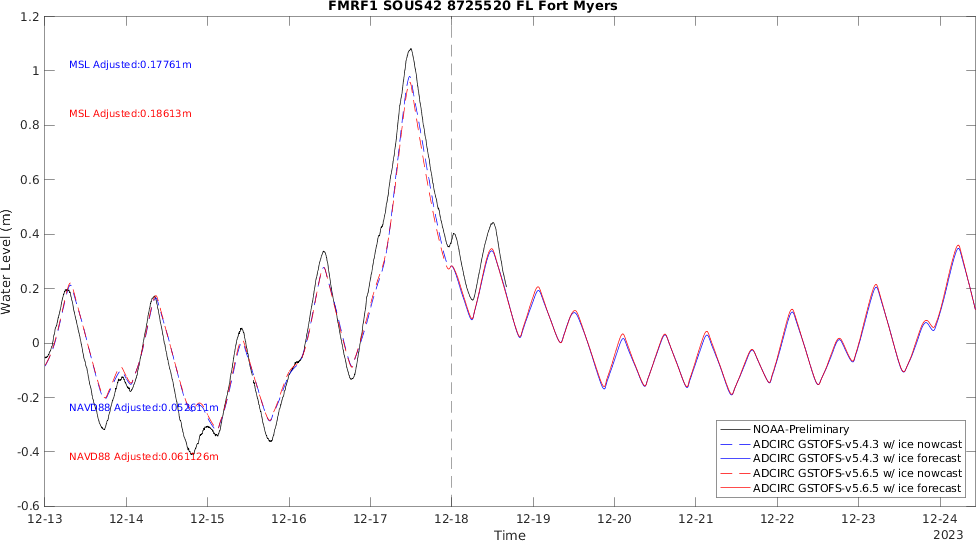 FMRF1 SOUS42 8725520 FL Fort Myers
1.2
1
0.8
0.6
0.4
0.2
0
-0.2
-0.4
-0.6
Water Level (m)
MSL Adjusted:0.17761m
MSL Adjusted:0.18613m
NAVD88 Adjusted:0.052611m
NAVD88 Adjusted:0.061126m
NOAA-Preliminary
ADCIRC GSTOFS-v5.4.3 w/ ice nowcast
ADCIRC GSTOFS-v5.4.3 w/ ice forecast
ADCIRC GSTOFS-v5.6.5 w/ ice nowcast
ADCIRC GSTOFS-v5.6.5 w/ ice forecast
12-13 12-14 12-15 12-16 12-17 12-18 12-19 12-20 12-21 12-22 12-23 12-24
2023
Time